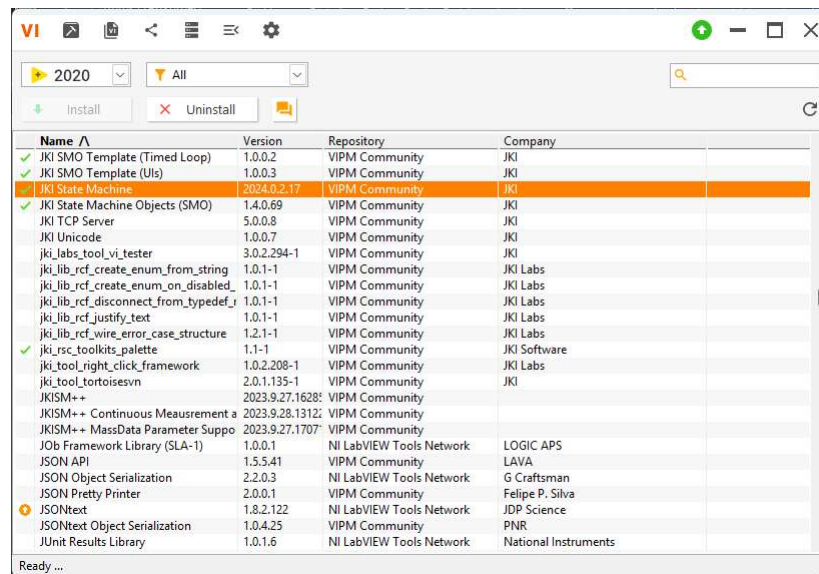 VI
2020 All
Install Uninstall
Name /\ Version Repository Company
JKI SMO Template (Timed Loop) 1.0.0.2 VIPM Community JKI
JKI SMO Template (UIs) 1.0.0.3 VIPM Community JKI
JKI State Machine 2024.0.2.17 VIPM Community JKI
JKI State Machine Objects (SMO) 1.4.0.69 VIPM Community JKI
JKI TCP Server 5.0.0.8 VIPM Community JKI
JKI Unicode 1.0.0.7 VIPM Community JKI
jki_labs_tool_vi_tester 3.0.2.294-1 VIPM Community JKI
jki_lib_rcf_create_enum_from_string 1.0.1-1 VIPM Community JKI Labs
jki_lib_rcf_create_enum_on_disabled_ 1.0.1-1 VIPM Community JKI Labs
jki_lib_rcf_disconnect_from_typedef_r 1.0.1-1 VIPM Community JKI Labs
jki_lib_rcf_justify_text 1.0.1-1 VIPM Community JKI Labs
jki_lib_rcf_wire_error_case_structure 1.2.1-1 VIPM Community JKI Labs
jki_rsc_toolkits_palette 1.1-1 VIPM Community JKI Software
jki_tool_right_click_framework 1.0.2.208-1 VIPM Community JKI Labs
jki_tool_tortoisesvn 2.0.1.135-1 VIPM Community JKI
JKISM++ 2023.9.27.1628 VIPM Community
JKISM++ Continuous Meausrement a 2023.9.28.1312 VIPM Community
JKISM++ MassData Parameter Suppo 2023.9.27.1707 VIPM Community
JOb Framework Library (SLA-1) 1.0.0.1 NI LabVIEW Tools Network LOGIC APS
JSON API 1.5.5.41 VIPM Community LAVA
JSON Object Serialization 2.2.0.3 NI LabVIEW Tools Network G Craftsman
JSON Pretty Printer 2.0.0.1 VIPM Community Felipe P. Silva
JSONtext 1.8.2.122 NI LabVIEW Tools Network JDP Science
JSONtext Object Serialization 1.0.4.25 VIPM Community PNR
JUnit Results Library 1.0.1.6 NI LabVIEW Tools Network National Instruments
Ready ...